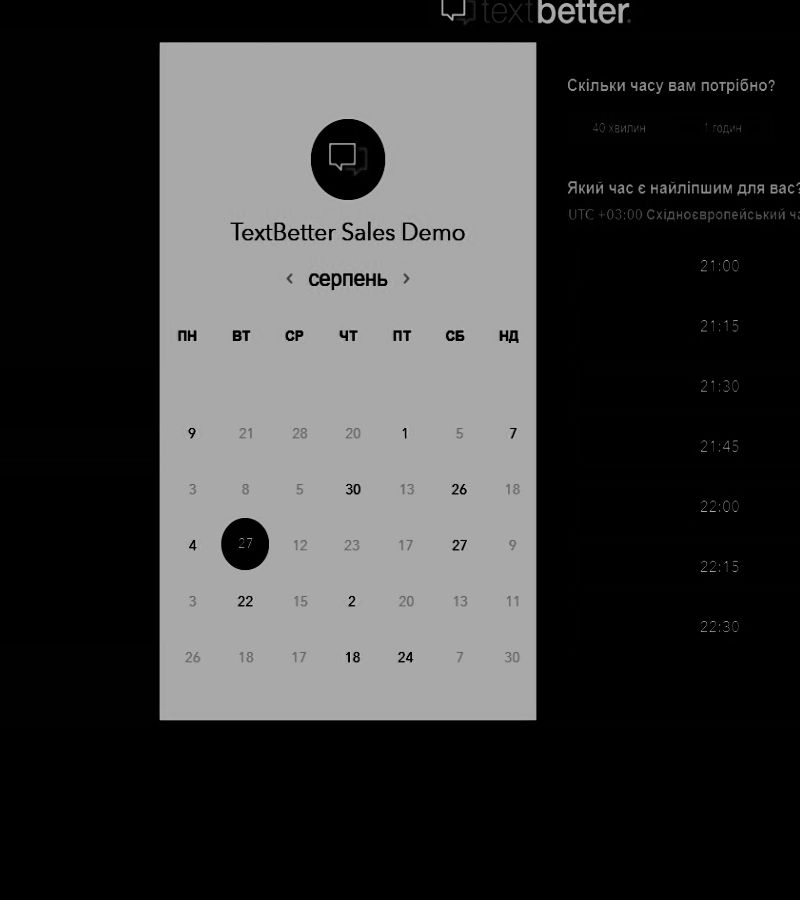 textbetter.
TextBetter Sales Demo
серпень
ПН ВТ СР ЧТ ПТ СБ НД
9 21 28 20 1 5 7
3 8 5 30 13 26 18
4 27 12 23 17 27 9
3 22 15 2 20 13 11
26 18 17 18 24 7 30
Скільки часу вам потрібно?
40 хвилин 1 годин
Який час є найліпшим для вас?
UTC +03:00 Східноєвропейський ча
21:00
21:15
21:30
21:45
22:00
22:15
22:30